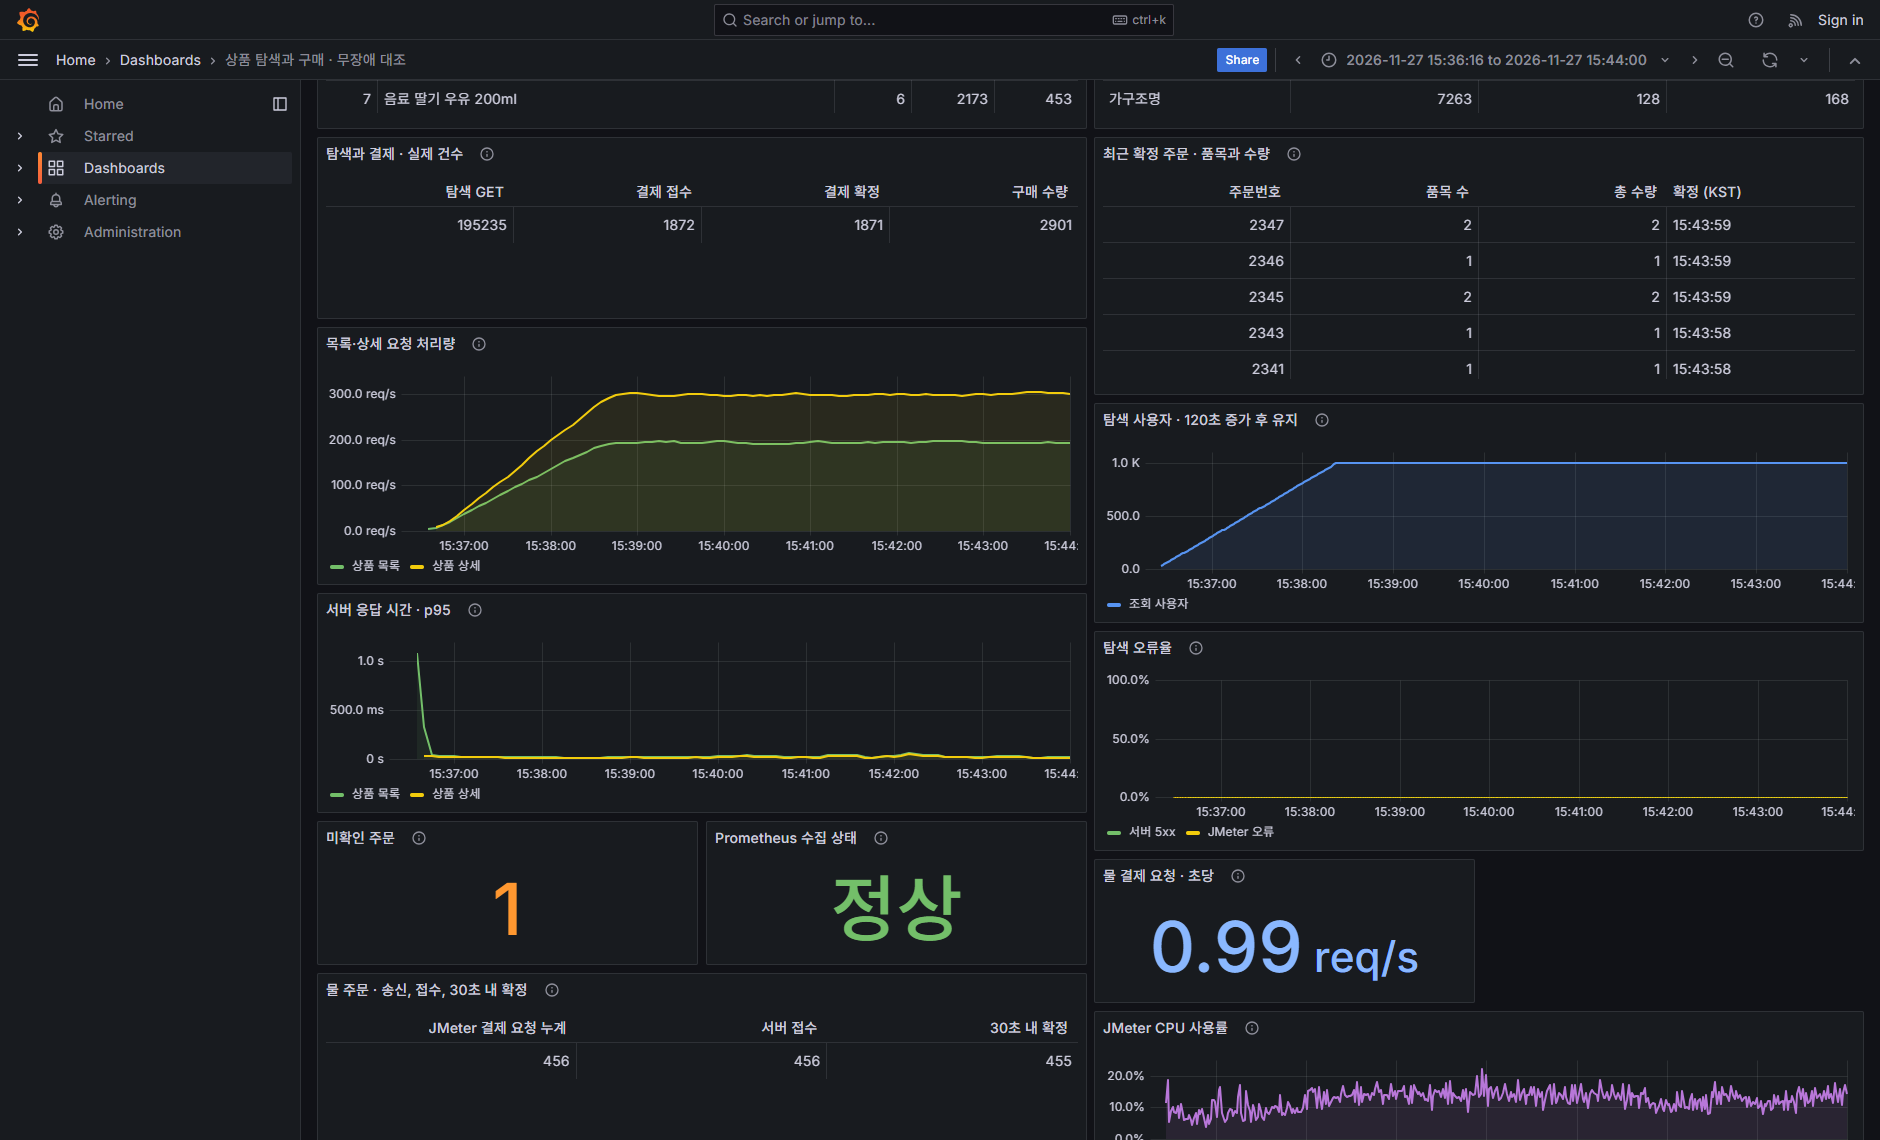 Search or jump to...
ctrl+k
Sign in
Home › Dashboards › 상품 탐색과 구매 · 무장애 대조
Share
2026-11-27 15:36:16 to 2026-11-27 15:44:00
Home
Starred
Dashboards
Alerting
Administration
7 음료 딸기 우유 200ml 6 2173 453
가구조명 7263 128 168
탐색과 결제 · 실제 건수
탐색 GET 결제 접수 결제 확정 구매 수량
195235 1872 1871 2901
최근 확정 주문 · 품목과 수량
주문번호 품목 수 총 수량 확정 (KST)
2347 2 2 15:43:59
2346 1 1 15:43:59
2345 2 2 15:43:59
2343 1 1 15:43:58
2341 1 1 15:43:58
목록·상세 요청 처리량
300.0 req/s
200.0 req/s
100.0 req/s
0.0 req/s
15:37:00 15:38:00 15:39:00 15:40:00 15:41:00 15:42:00 15:43:00 15:44:
상품 목록 상품 상세
탐색 사용자 · 120초 증가 후 유지
1.0 K
500.0
0.0
15:37:00 15:38:00 15:39:00 15:40:00 15:41:00 15:42:00 15:43:00 15:44:
조회 사용자
서버 응답 시간 · p95
1.0 s
500.0 ms
0 s
15:37:00 15:38:00 15:39:00 15:40:00 15:41:00 15:42:00 15:43:00 15:44:
상품 목록 상품 상세
탐색 오류율
100.0%
50.0%
0.0%
15:37:00 15:38:00 15:39:00 15:40:00 15:41:00 15:42:00 15:43:00 15:44:
서버 5xx JMeter 오류
미확인 주문
1
Prometheus 수집 상태
정상
물 결제 요청 · 초당
0.99 req/s
물 주문 · 송신, 접수, 30초 내 확정
JMeter 결제 요청 누계 서버 접수 30초 내 확정
456 456 455
JMeter CPU 사용률
20.0%
10.0%
0.0%